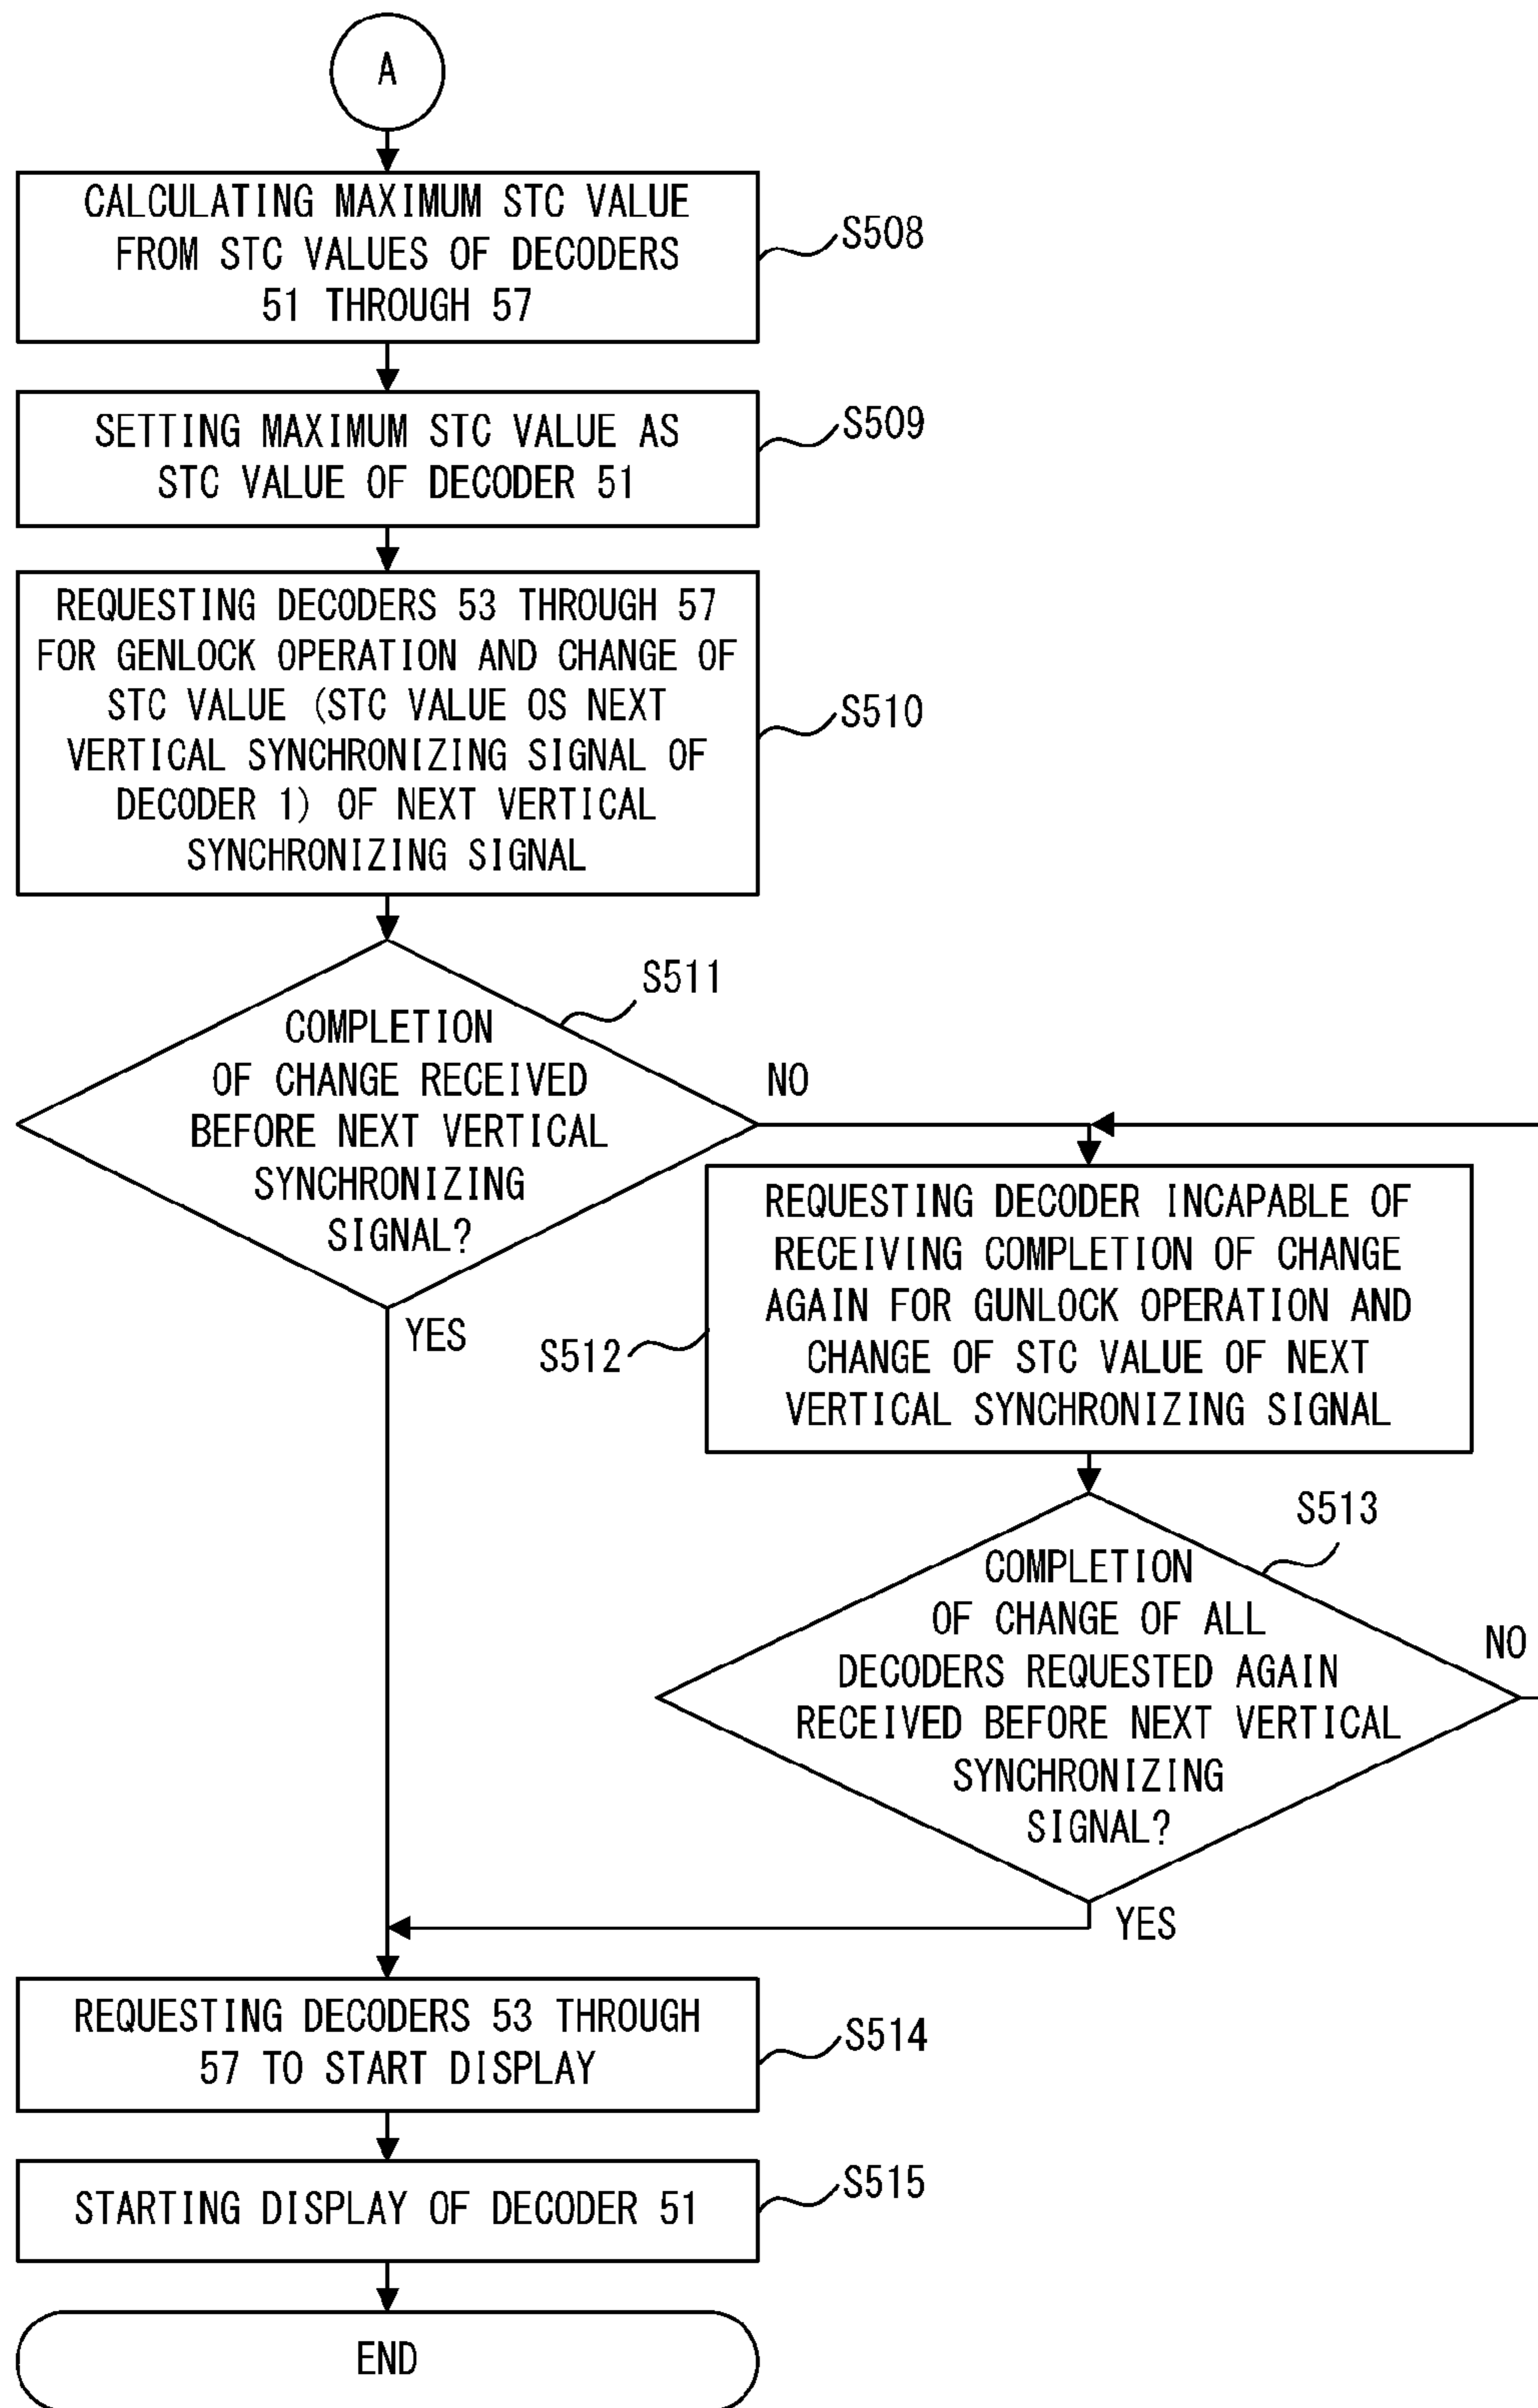 A
CALCULATING MAXIMUM STC VALUE
FROM STC VALUES OF DECODERS
51 THROUGH 57
S508
SETTING MAXIMUM STC VALUE AS
STC VALUE OF DECODER 51
S509
REQUESTING DECODERS 53 THROUGH 57
FOR GENLOCK OPERATION AND CHANGE OF
STC VALUE (STC VALUE OS NEXT
VERTICAL SYNCHRONIZING SIGNAL OF
DECODER 1) OF NEXT VERTICAL
SYNCHRONIZING SIGNAL
S510
S511
COMPLETION
OF CHANGE RECEIVED
BEFORE NEXT VERTICAL
SYNCHRONIZING
SIGNAL?
NO
YES
REQUESTING DECODER INCAPABLE OF
RECEIVING COMPLETION OF CHANGE
AGAIN FOR GUNLOCK OPERATION AND
CHANGE OF STC VALUE OF NEXT
VERTICAL SYNCHRONIZING SIGNAL
S512
S513
COMPLETION
OF CHANGE OF ALL
DECODERS REQUESTED AGAIN
RECEIVED BEFORE NEXT VERTICAL
SYNCHRONIZING
SIGNAL?
NO
YES
REQUESTING DECODERS 53 THROUGH
57 TO START DISPLAY
S514
STARTING DISPLAY OF DECODER 51
S515
END